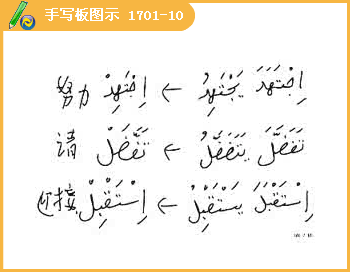 手写板图示 1701-10
اِجْتَهَدَ يَجْتَهِدُ ← اِجْتَهِدْ 努力
تَفَضَّلَ يَتَفَضَّلُ ← تَفَضَّلْ 请
اِسْتَقْبَلَ يَسْتَقْبِلُ ← اِسْتَقْبِلْ 迎接